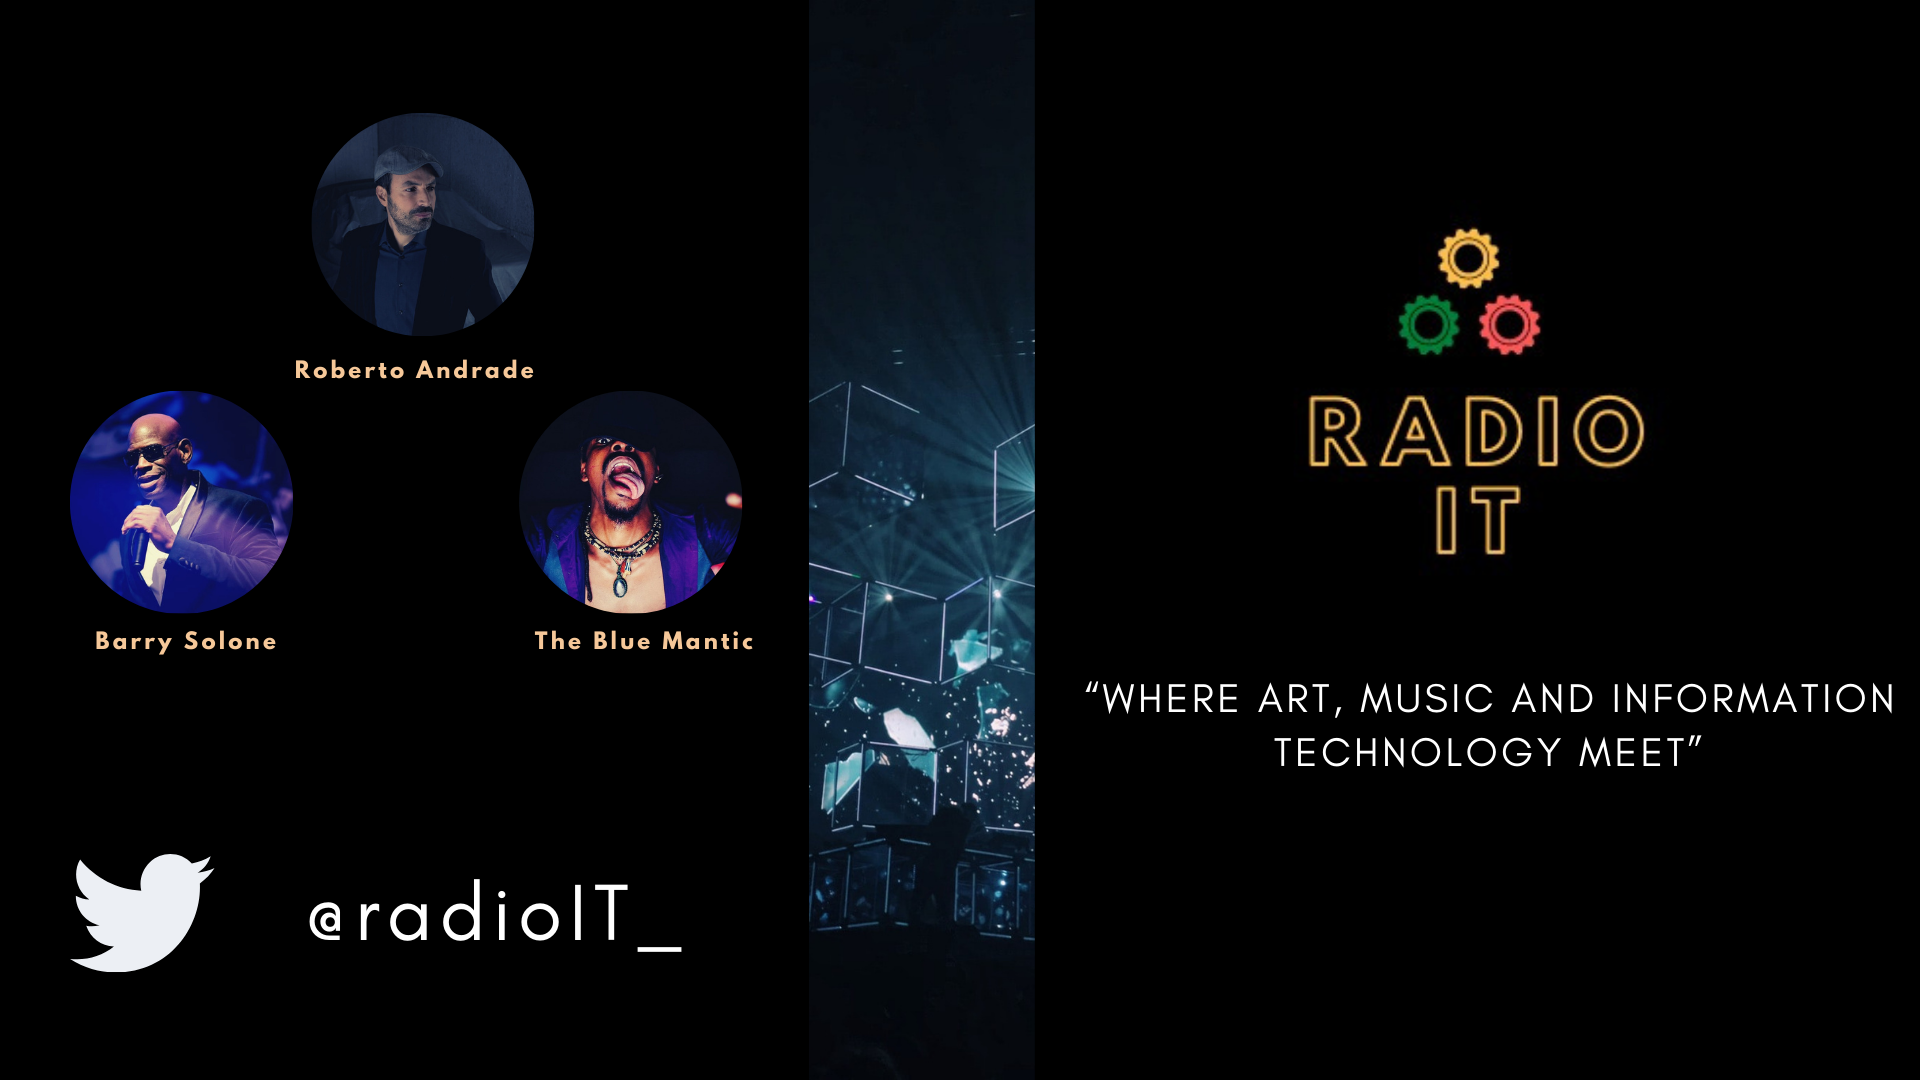 Roberto Andrade
Barry Solone
The Blue Mantic
@radioIT_
RADIO
IT
“WHERE ART, MUSIC AND INFORMATION
TECHNOLOGY MEET”